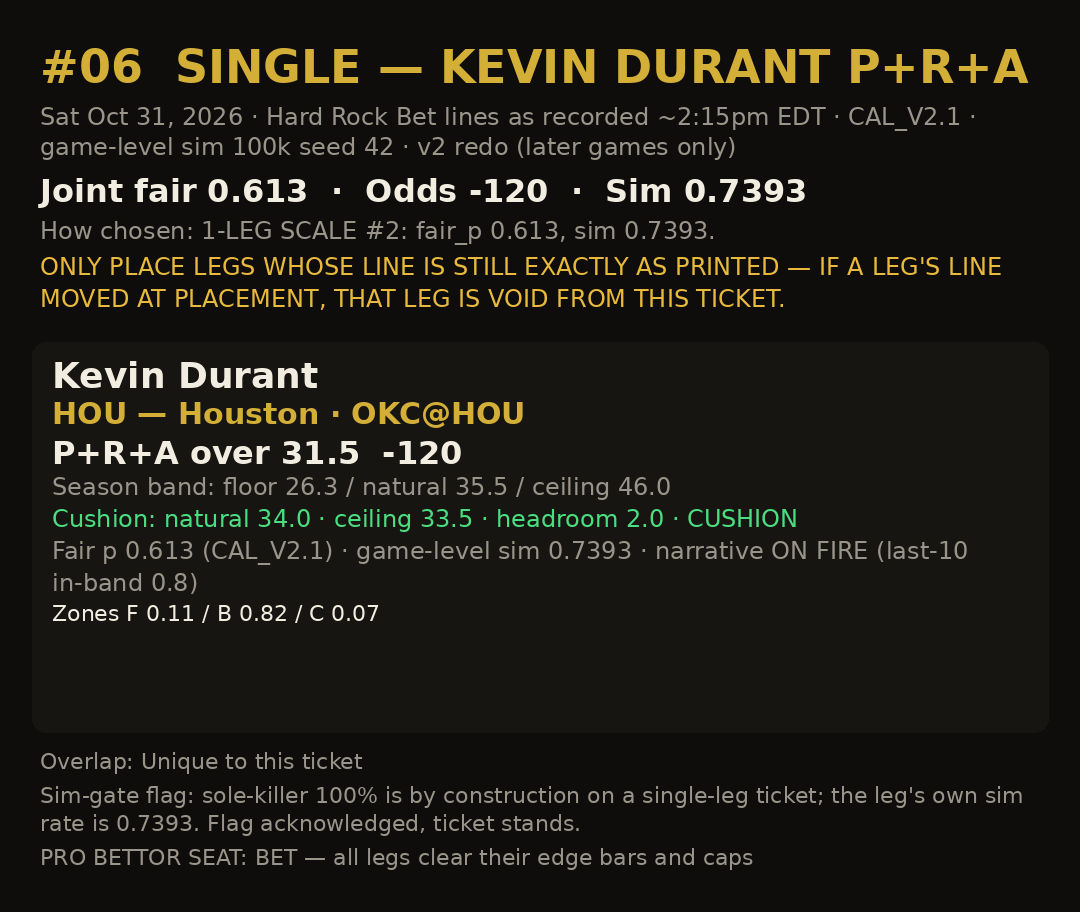 #06  SINGLE — KEVIN DURANT P+R+A
Sat Oct 31, 2026 · Hard Rock Bet lines as recorded ~2:15pm EDT · CAL_V2.1 ·
game-level sim 100k seed 42 · v2 redo (later games only)
Joint fair 0.613  ·  Odds -120  ·  Sim 0.7393
How chosen: 1-LEG SCALE #2: fair_p 0.613, sim 0.7393.
ONLY PLACE LEGS WHOSE LINE IS STILL EXACTLY AS PRINTED — IF A LEG'S LINE
MOVED AT PLACEMENT, THAT LEG IS VOID FROM THIS TICKET.
Kevin Durant
HOU — Houston · OKC@HOU
P+R+A over 31.5  -120
Season band: floor 26.3 / natural 35.5 / ceiling 46.0
Cushion: natural 34.0 · ceiling 33.5 · headroom 2.0 · CUSHION
Fair p 0.613 (CAL_V2.1) · game-level sim 0.7393 · narrative ON FIRE (last-10
in-band 0.8)
Zones F 0.11 / B 0.82 / C 0.07
Overlap: Unique to this ticket
Sim-gate flag: sole-killer 100% is by construction on a single-leg ticket; the leg's own sim
rate is 0.7393. Flag acknowledged, ticket stands.
PRO BETTOR SEAT: BET — all legs clear their edge bars and caps